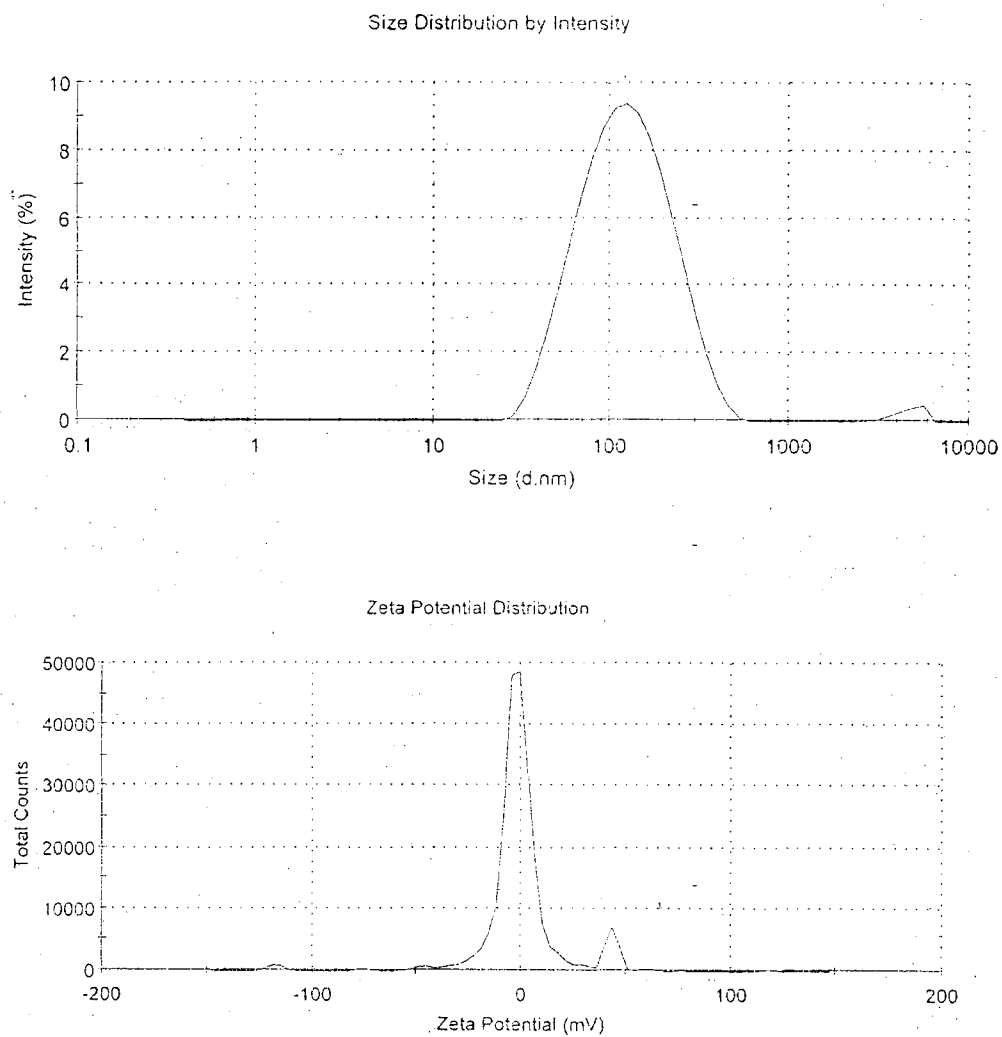 Size Distribution by Intensity
10
8
6
4
2
0
Intensity (%)
0.1 1 10 100 1000 10000
Size (d.nm)
Zeta Potential Distribution
50000
40000
30000
20000
10000
0
Total Counts
-200 -100 0 100 200
Zeta Potential (mV)